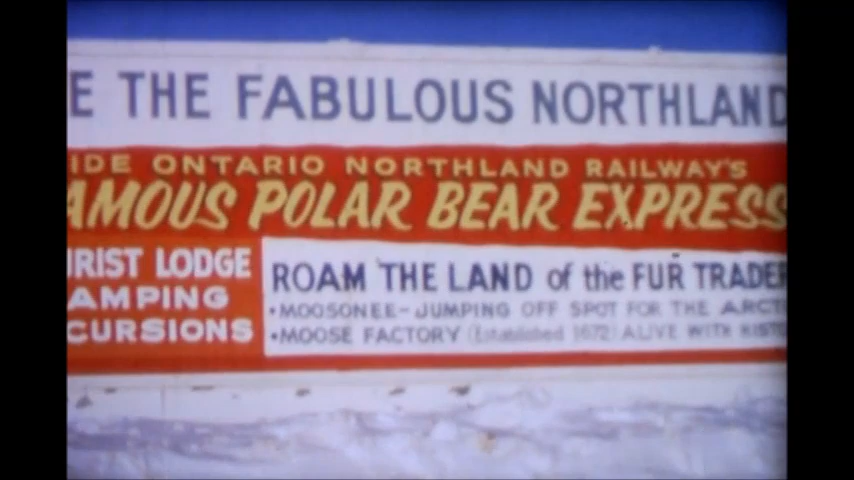 E THE FABULOUS NORTHLAND
IDE ONTARIO NORTHLAND RAILWAY'S
AMOUS POLAR BEAR EXPRESS
URIST LODGE
AMPING
CURSIONS
ROAM THE LAND of the FUR TRADER
•MOOSONEE-JUMPING OFF SPOT FOR THE ARCT
•MOOSE FACTORY (Established 1672) ALIVE WITH HISTO